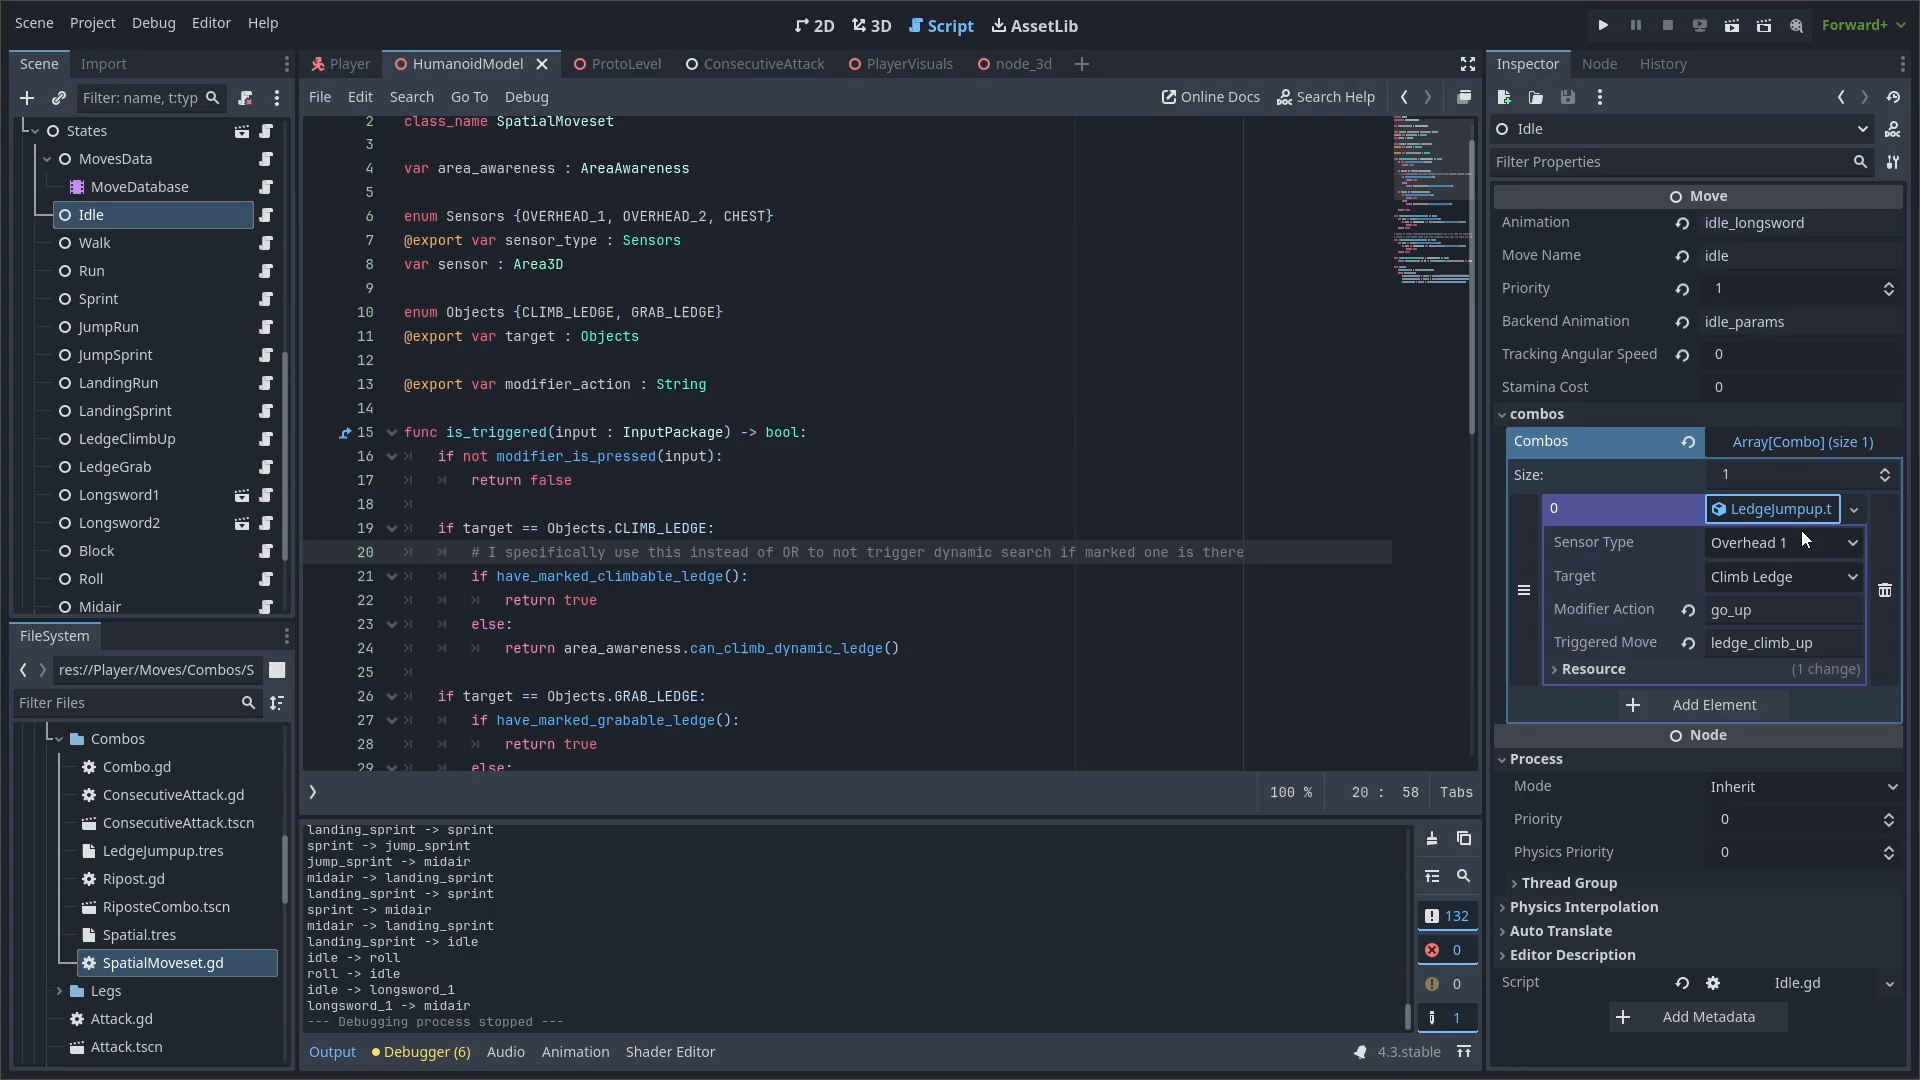 Scene Project Debug Editor Help
2D 3D Script AssetLib
Forward+
Scene Import
Filter: name, t:typ
States
MovesData
MoveDatabase
Idle
Walk
Run
Sprint
JumpRun
JumpSprint
LandingRun
LandingSprint
LedgeClimbUp
LedgeGrab
Longsword1
Longsword2
Block
Roll
Midair
FileSystem
res://Player/Moves/Combos/S
Filter Files
Combos
Combo.gd
ConsecutiveAttack.gd
ConsecutiveAttack.tscn
LedgeJumpup.tres
Ripost.gd
RiposteCombo.tscn
Spatial.tres
SpatialMoveset.gd
Legs
Attack.gd
Attack.tscn
Player HumanoidModel ProtoLevel ConsecutiveAttack PlayerVisuals node_3d
File Edit Search Go To Debug
Online Docs Search Help
2 class_name SpatialMoveset
3
4 var area_awareness : AreaAwareness
5
6 enum Sensors {OVERHEAD_1, OVERHEAD_2, CHEST}
7 @export var sensor_type : Sensors
8 var sensor : Area3D
9
10 enum Objects {CLIMB_LEDGE, GRAB_LEDGE}
11 @export var target : Objects
12
13 @export var modifier_action : String
14
15 func is_triggered(input : InputPackage) -> bool:
16 if not modifier_is_pressed(input):
17 return false
18
19 if target == Objects.CLIMB_LEDGE:
20 # I specifically use this instead of OR to not trigger dynamic search if marked one is there
21 if have_marked_climbable_ledge():
22 return true
23 else:
24 return area_awareness.can_climb_dynamic_ledge()
25
26 if target == Objects.GRAB_LEDGE:
27 if have_marked_grabable_ledge():
28 return true
29 else:
100 % 20 : 58 Tabs
landing_sprint -> sprint
sprint -> jump_sprint
jump_sprint -> midair
midair -> landing_sprint
landing_sprint -> sprint
sprint -> midair
midair -> landing_sprint
landing_sprint -> idle
idle -> roll
roll -> idle
idle -> longsword_1
longsword_1 -> midair
--- Debugging process stopped ---
132
0
0
1
Output Debugger (6) Audio Animation Shader Editor
4.3.stable
Inspector Node History
Idle
Filter Properties
Move
Animation idle_longsword
Move Name idle
Priority 1
Backend Animation idle_params
Tracking Angular Speed 0
Stamina Cost 0
combos
Combos Array[Combo] (size 1)
Size: 1
0 LedgeJumpup.t
Sensor Type Overhead 1
Target Climb Ledge
Modifier Action go_up
Triggered Move ledge_climb_up
Resource (1 change)
Add Element
Node
Process
Mode Inherit
Priority 0
Physics Priority 0
Thread Group
Physics Interpolation
Auto Translate
Editor Description
Script Idle.gd
Add Metadata